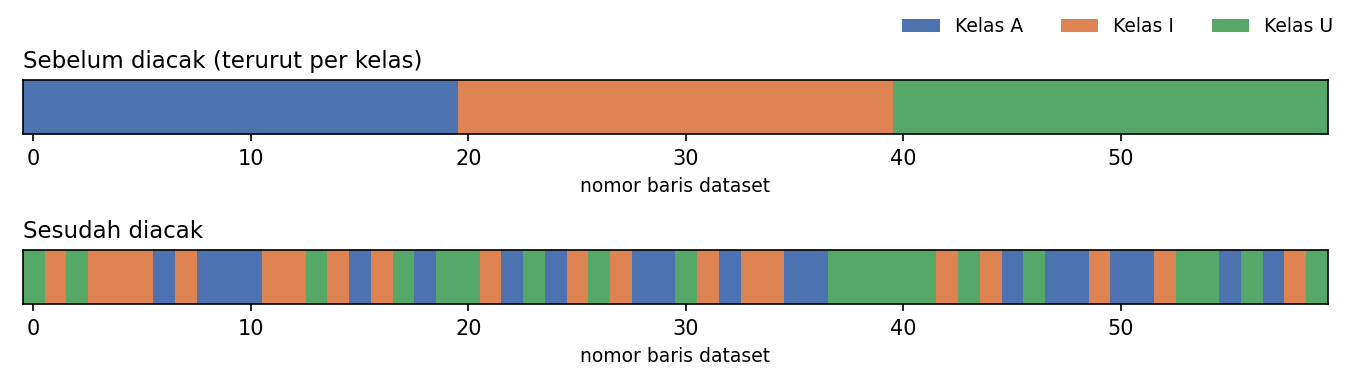 Kelas A Kelas I Kelas U
Sebelum diacak (terurut per kelas)
0 10 20 30 40 50
nomor baris dataset
Sesudah diacak
0 10 20 30 40 50
nomor baris dataset